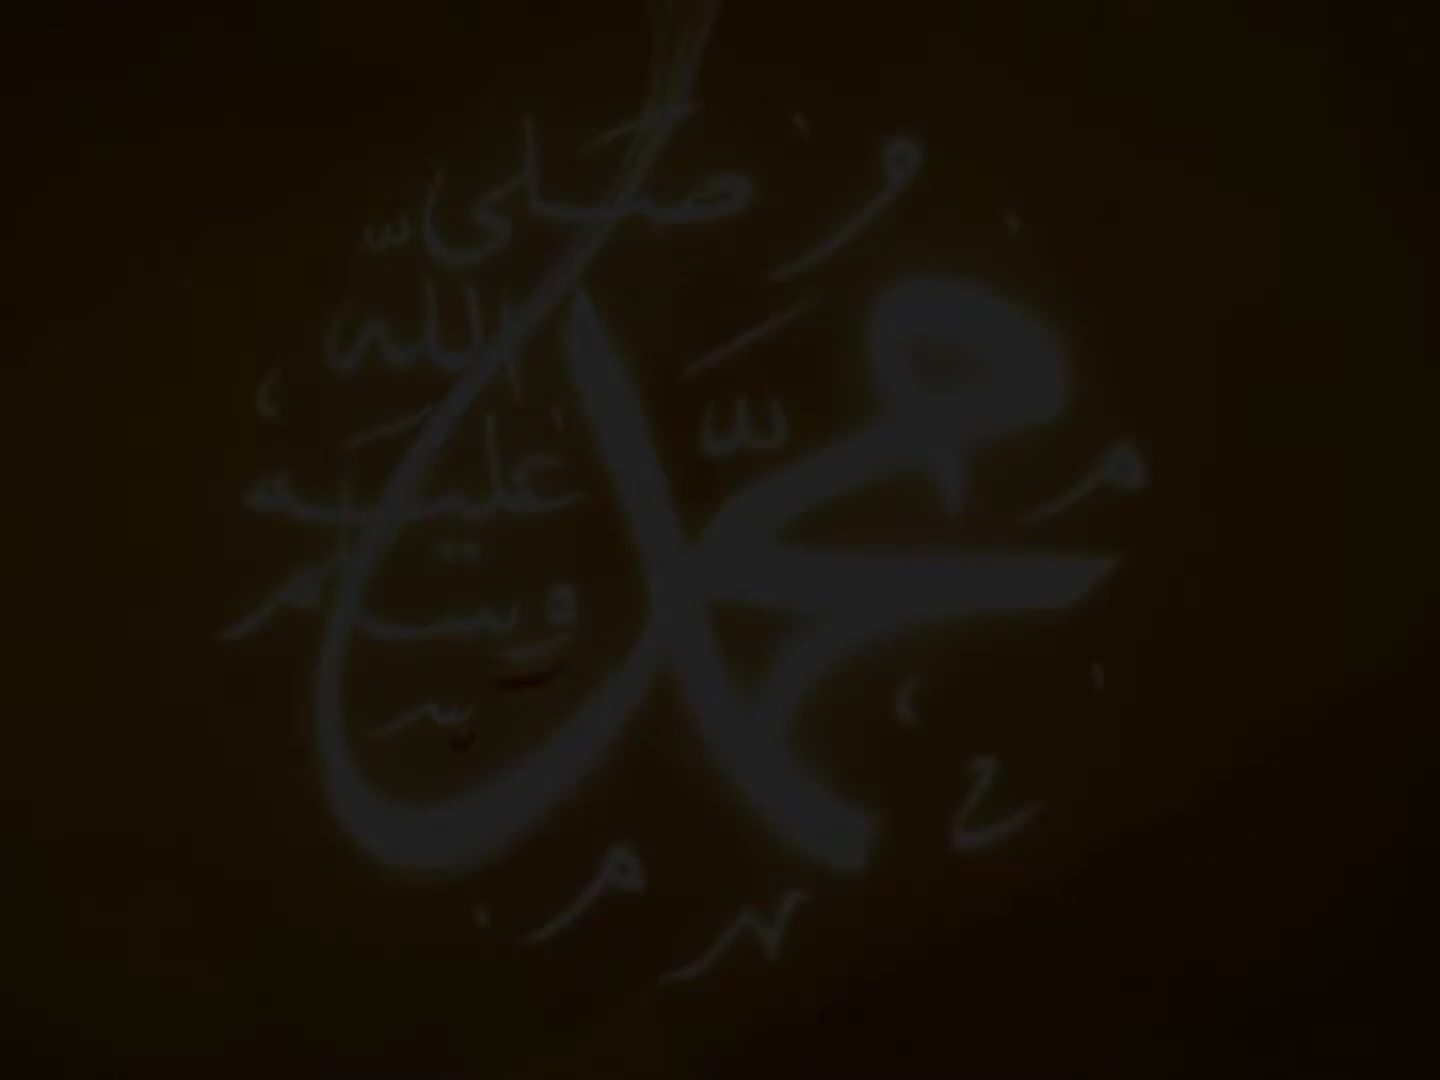 محمد
صلى
الله
عليه
وسلم